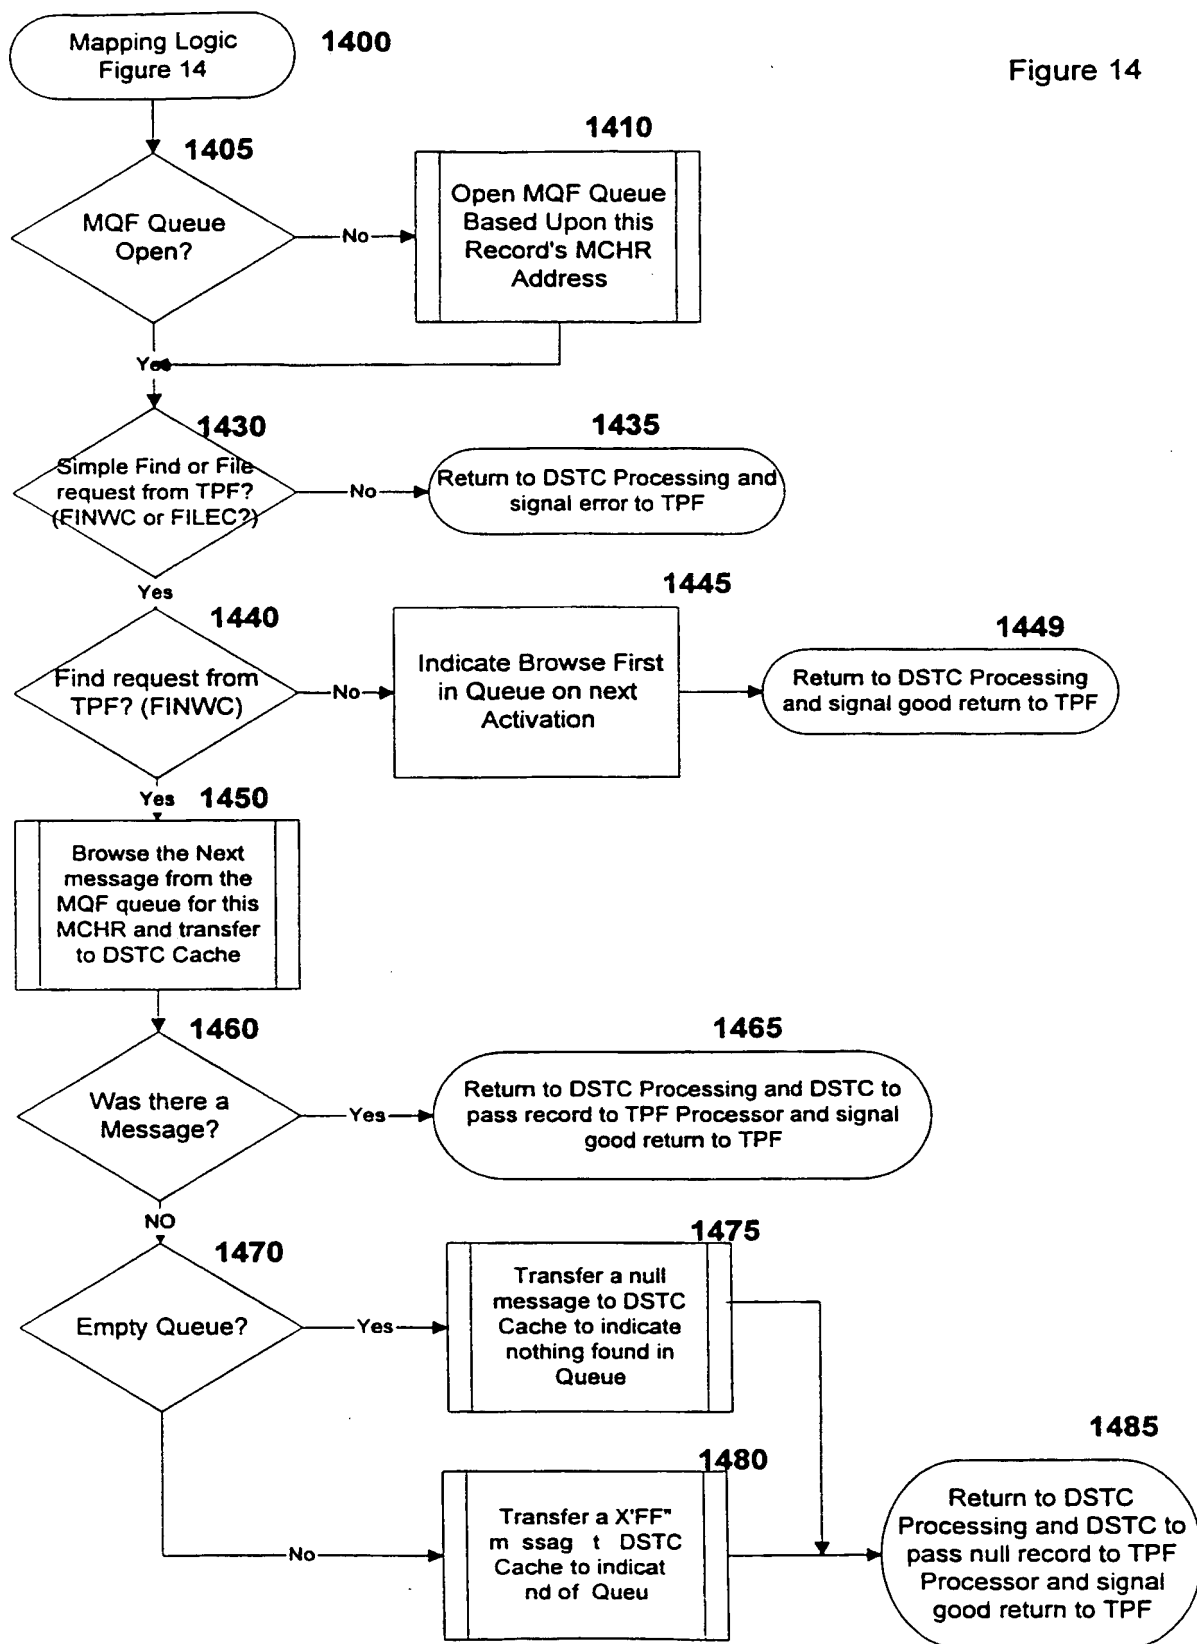 Mapping Logic
Figure 14
1400
Figure 14
1405
MQF Queue
Open?
No
1410
Open MQF Queue
Based Upon this
Record's MCHR
Address
Yes
1430
Simple Find or File
request from TPF?
(FINWC or FILEC?)
No
1435
Return to DSTC Processing and
signal error to TPF
Yes
1440
Find request from
TPF? (FINWC)
No
1445
Indicate Browse First
in Queue on next
Activation
1449
Return to DSTC Processing
and signal good return to TPF
Yes
1450
Browse the Next
message from the
MQF queue for this
MCHR and transfer
to DSTC Cache
1460
Was there a
Message?
Yes
1465
Return to DSTC Processing and DSTC to
pass record to TPF Processor and signal
good return to TPF
NO
1470
Empty Queue?
Yes
1475
Transfer a null
message to DSTC
Cache to indicate
nothing found in
Queue
No
1480
Transfer a X'FF"
m ssag t DSTC
Cache to indicat
nd of Queu
1485
Return to DSTC
Processing and DSTC to
pass null record to TPF
Processor and signal
good return to TPF